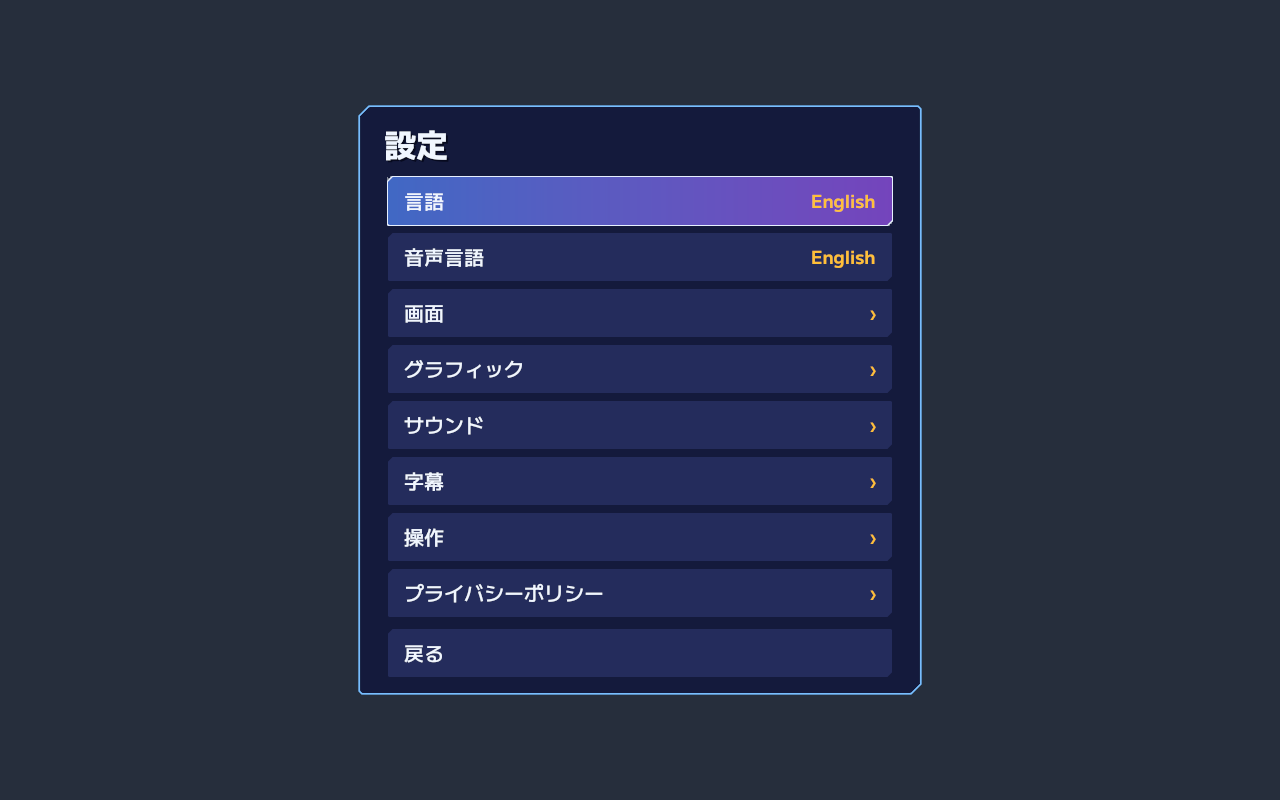 設定
言語 English
音声言語 English
画面 ›
グラフィック ›
サウンド ›
字幕 ›
操作 ›
プライバシーポリシー ›
戻る